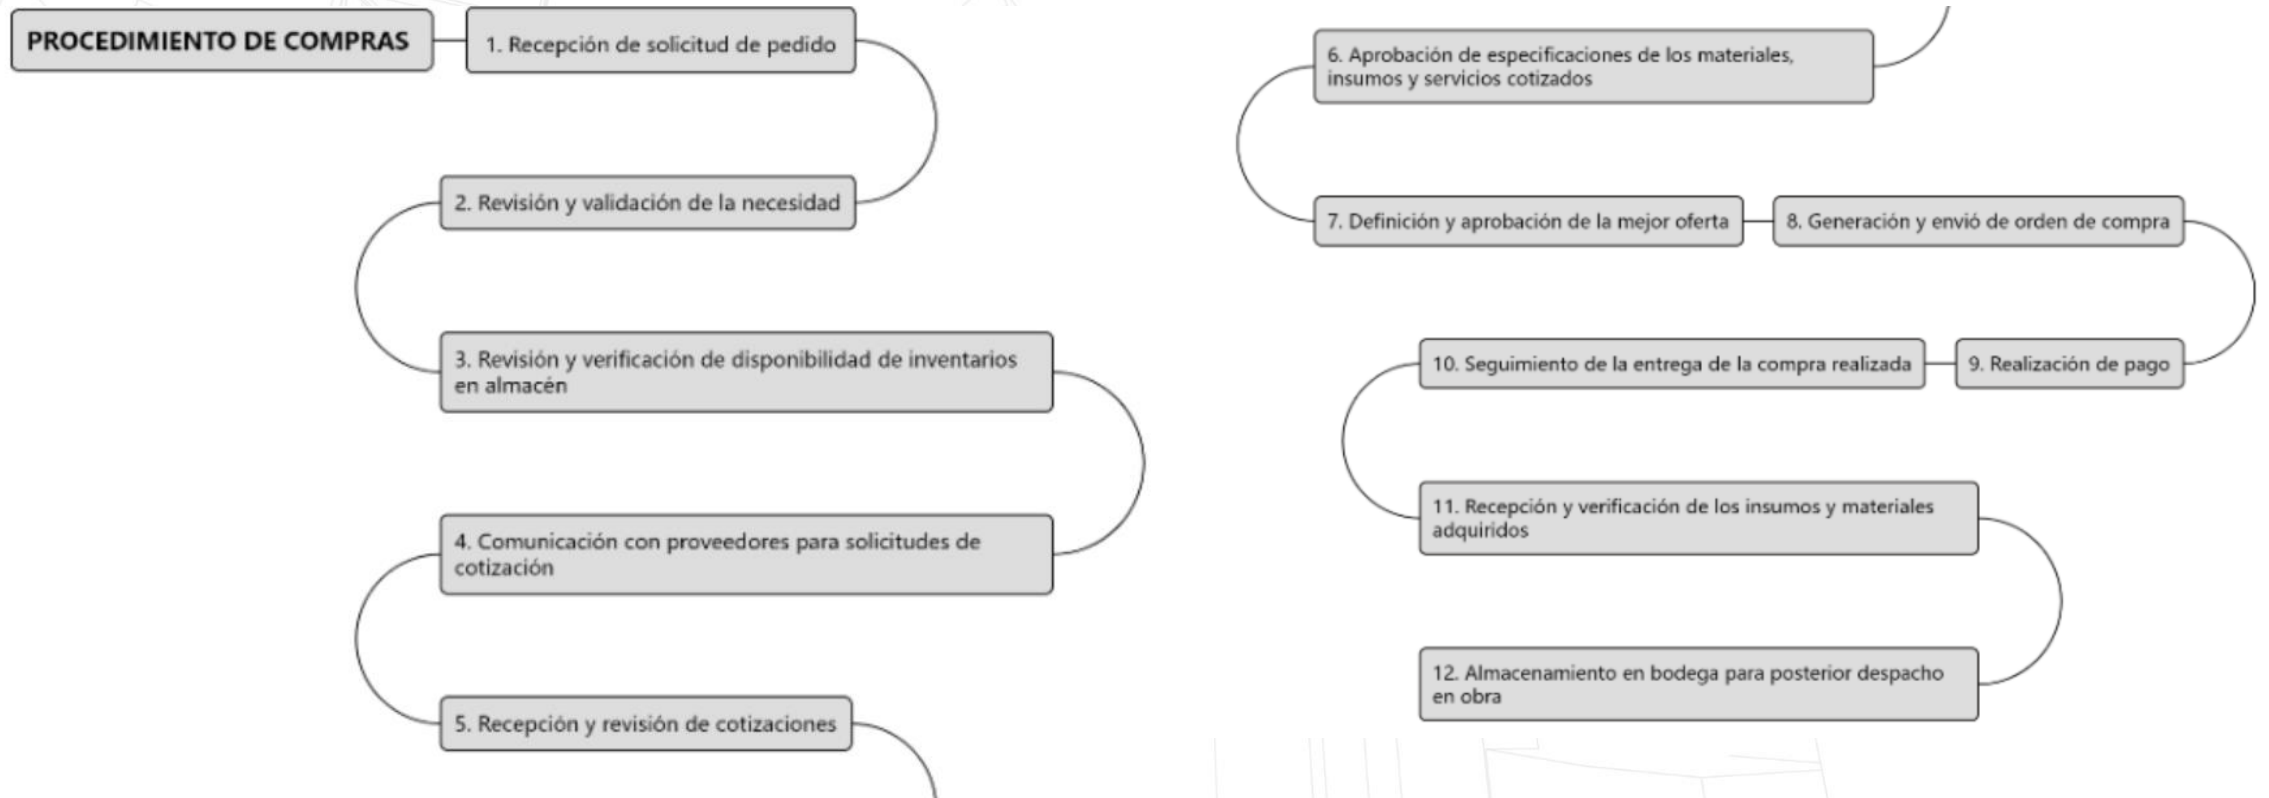 PROCEDIMIENTO DE COMPRAS
1. Recepción de solicitud de pedido
2. Revisión y validación de la necesidad
3. Revisión y verificación de disponibilidad de inventarios
en almacén
4. Comunicación con proveedores para solicitudes de
cotización
5. Recepción y revisión de cotizaciones
6. Aprobación de especificaciones de los materiales,
insumos y servicios cotizados
7. Definición y aprobación de la mejor oferta
8. Generación y envió de orden de compra
9. Realización de pago
10. Seguimiento de la entrega de la compra realizada
11. Recepción y verificación de los insumos y materiales
adquiridos
12. Almacenamiento en bodega para posterior despacho
en obra